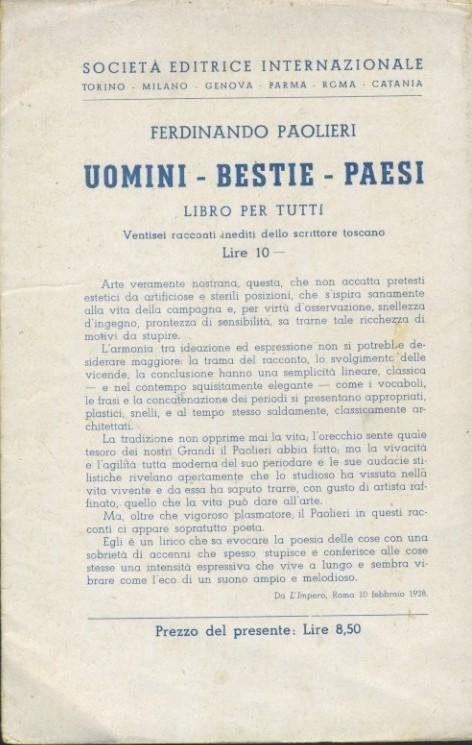 SOCIETÀ EDITRICE INTERNAZIONALE
TORINO - MILANO - GENOVA - PARMA - ROMA - CATANIA
FERDINANDO PAOLIERI
UOMINI - BESTIE - PAESI
LIBRO PER TUTTI
Ventisei racconti inediti dello scrittore toscano
Lire 10 —
Arte veramente nostrana, questa, che non accatta pretesti
estetici da artificiose e sterili posizioni, che s'ispira sanamente
alla vita della campagna e, per virtù d'osservazione, snellezza
d'ingegno, prontezza di sensibilità, sa trarne tale ricchezza di
motivi da stupire.
L'armonia tra ideazione ed espressione non si potrebbe de-
siderare maggiore: la trama del racconto, lo svolgimento delle
vicende, la conclusione hanno una semplicità lineare, classica
— e nel contempo squisitamente elegante — come i vocaboli,
le frasi e la concatenazione dei periodi si presentano appropriati,
plastici, snelli, e al tempo stesso saldamente, classicamente ar-
chitettati.
La tradizione non opprime mai la vita; l'orecchio sente quale
tesoro dei nostri Grandi il Paolieri abbia fatto; ma la vivacità
e l'agilità tutta moderna del suo periodare e le sue audacie sti-
listiche rivelano apertamente che lo studioso ha vissuto nella
vita vivente e da essa ha saputo trarre, con gusto di artista raf-
finato, quello che la vita può dare all'arte.
Ma, oltre che vigoroso plasmatore, il Paolieri in questi rac-
conti ci appare sopratutto poeta.
Egli è un lirico che sa evocare la poesia delle cose con una
sobrietà di accenni che spesso stupisce e conferisce alle cose
stesse una intensità espressiva che vive a lungo e sembra vi-
brare come l'eco di un suono ampio e melodioso.
Da L'Impero, Roma 10 febbraio 1928.
Prezzo del presente: Lire 8,50